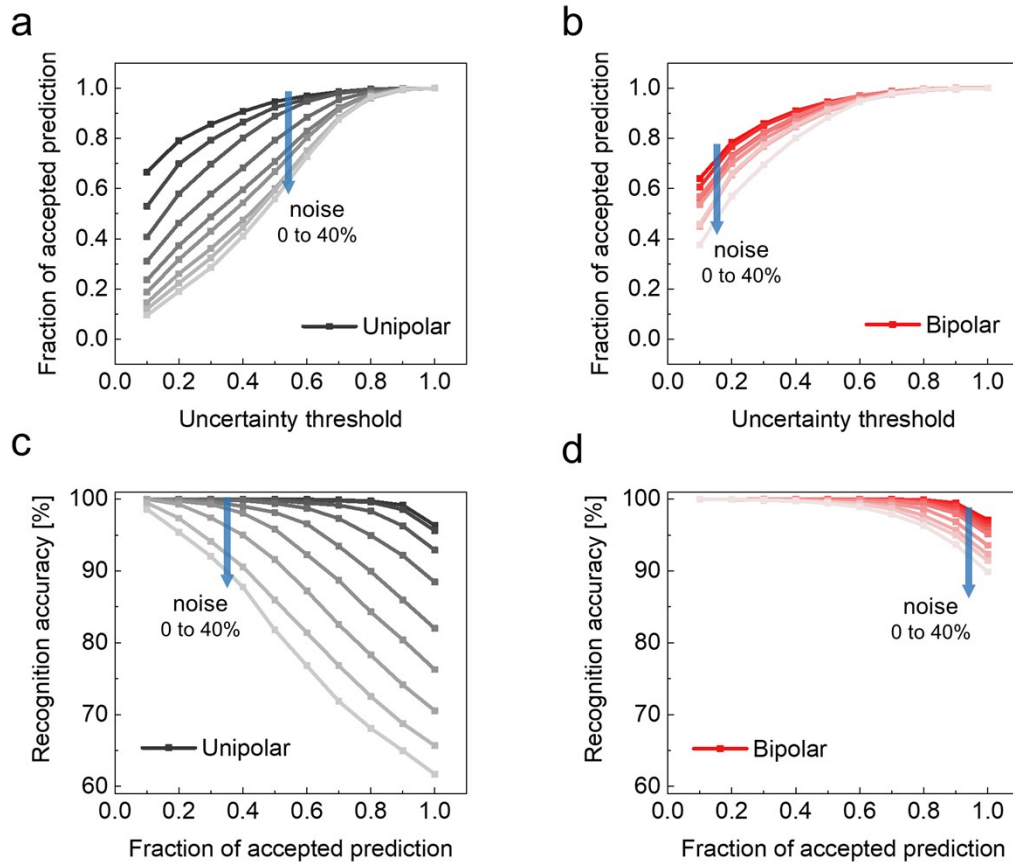 a
Fraction of accepted prediction
1.0
0.8
0.6
0.4
0.2
0.0
noise
0 to 40%
Unipolar
0.0 0.2 0.4 0.6 0.8 1.0
Uncertainty threshold
b
Fraction of accepted prediction
1.0
0.8
0.6
0.4
0.2
0.0
noise
0 to 40%
Bipolar
0.0 0.2 0.4 0.6 0.8 1.0
Uncertainty threshold
c
Recognition accuracy [%]
100
90
80
70
60
noise
0 to 40%
Unipolar
0.0 0.2 0.4 0.6 0.8 1.0
Fraction of accepted prediction
d
Recognition accuracy [%]
100
90
80
70
60
noise
0 to 40%
Bipolar
0.0 0.2 0.4 0.6 0.8 1.0
Fraction of accepted prediction